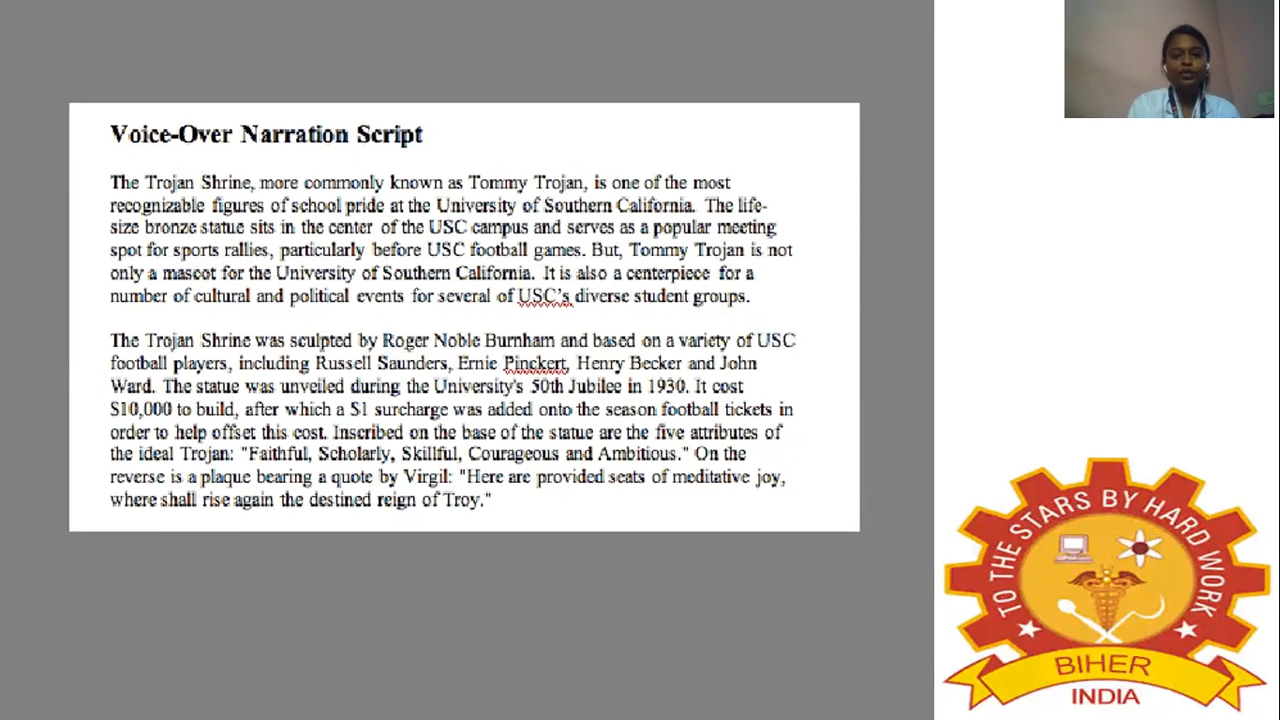 Voice-Over Narration Script
The Trojan Shrine, more commonly known as Tommy Trojan, is one of the most
recognizable figures of school pride at the University of Southern California. The life-
size bronze statue sits in the center of the USC campus and serves as a popular meeting
spot for sports rallies, particularly before USC football games. But, Tommy Trojan is not
only a mascot for the University of Southern California. It is also a centerpiece for a
number of cultural and political events for several of USC's diverse student groups.
The Trojan Shrine was sculpted by Roger Noble Burnham and based on a variety of USC
football players, including Russell Saunders, Ernie Pinckert, Henry Becker and John
Ward. The statue was unveiled during the University's 50th Jubilee in 1930. It cost
$10,000 to build, after which a $1 surcharge was added onto the season football tickets in
order to help offset this cost. Inscribed on the base of the statue are the five attributes of
the ideal Trojan: "Faithful, Scholarly, Skillful, Courageous and Ambitious." On the
reverse is a plaque bearing a quote by Virgil: "Here are provided seats of meditative joy,
where shall rise again the destined reign of Troy."
TO THE STARS BY HARD WORK
BIHER
INDIA